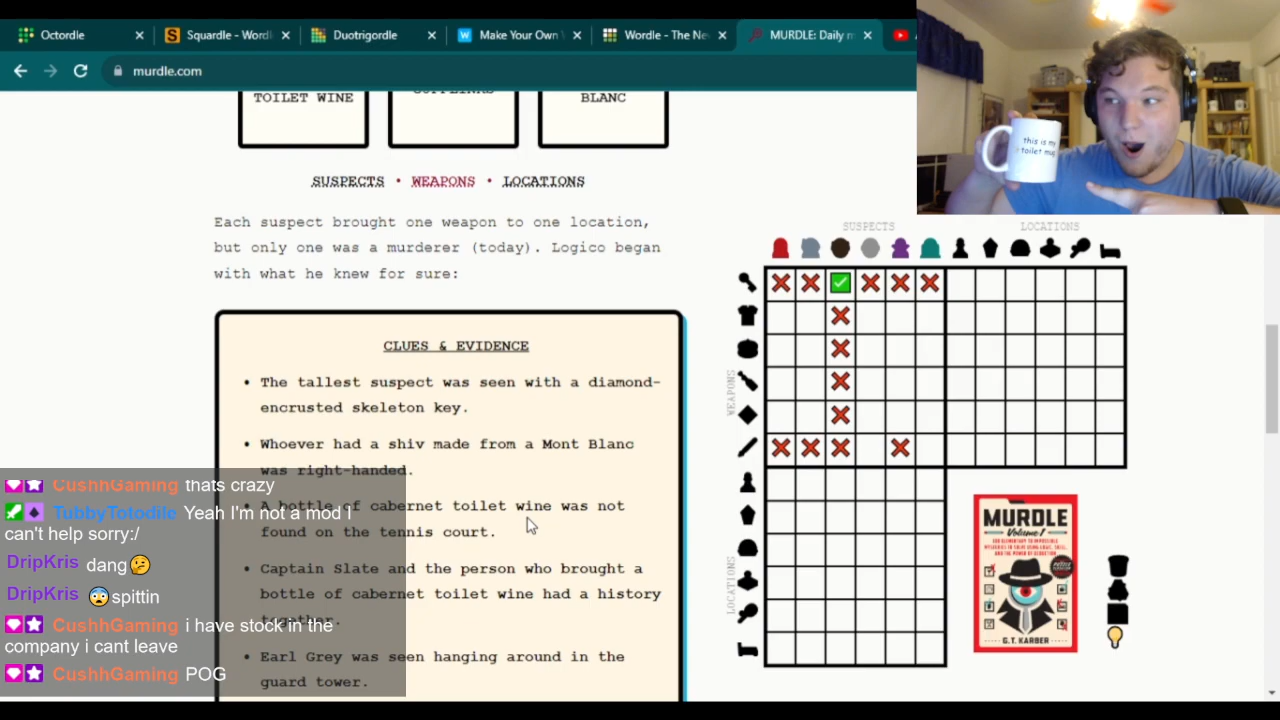 Octordle
Squardle - Wordl
Duotrigordle
Make Your Own
Wordle - The Ne
MURDLE: Daily m
murdle.com
TOILET WINE
BLANC
this is my
toilet mug
SUSPECTS • WEAPONS • LOCATIONS
Each suspect brought one weapon to one location,
but only one was a murderer (today). Logico began
with what he knew for sure:
SUSPECTS
LOCATIONS
WEAPONS
LOCATIONS
CLUES & EVIDENCE
• The tallest suspect was seen with a diamond-
encrusted skeleton key.
• Whoever had a shiv made from a Mont Blanc
was right-handed.
• A bottle of cabernet toilet wine was not
found on the tennis court.
• Captain Slate and the person who brought a
bottle of cabernet toilet wine had a history
together.
• Earl Grey was seen hanging around in the
guard tower.
CushhGaming thats crazy
TubbyTotodile Yeah I'm not a mod I
can't help sorry:/
DripKris dang🤔
DripKris 😨spittin
CushhGaming i have stock in the
company i cant leave
CushhGaming POG
MURDLE
Volume 1
G.T. KARBER